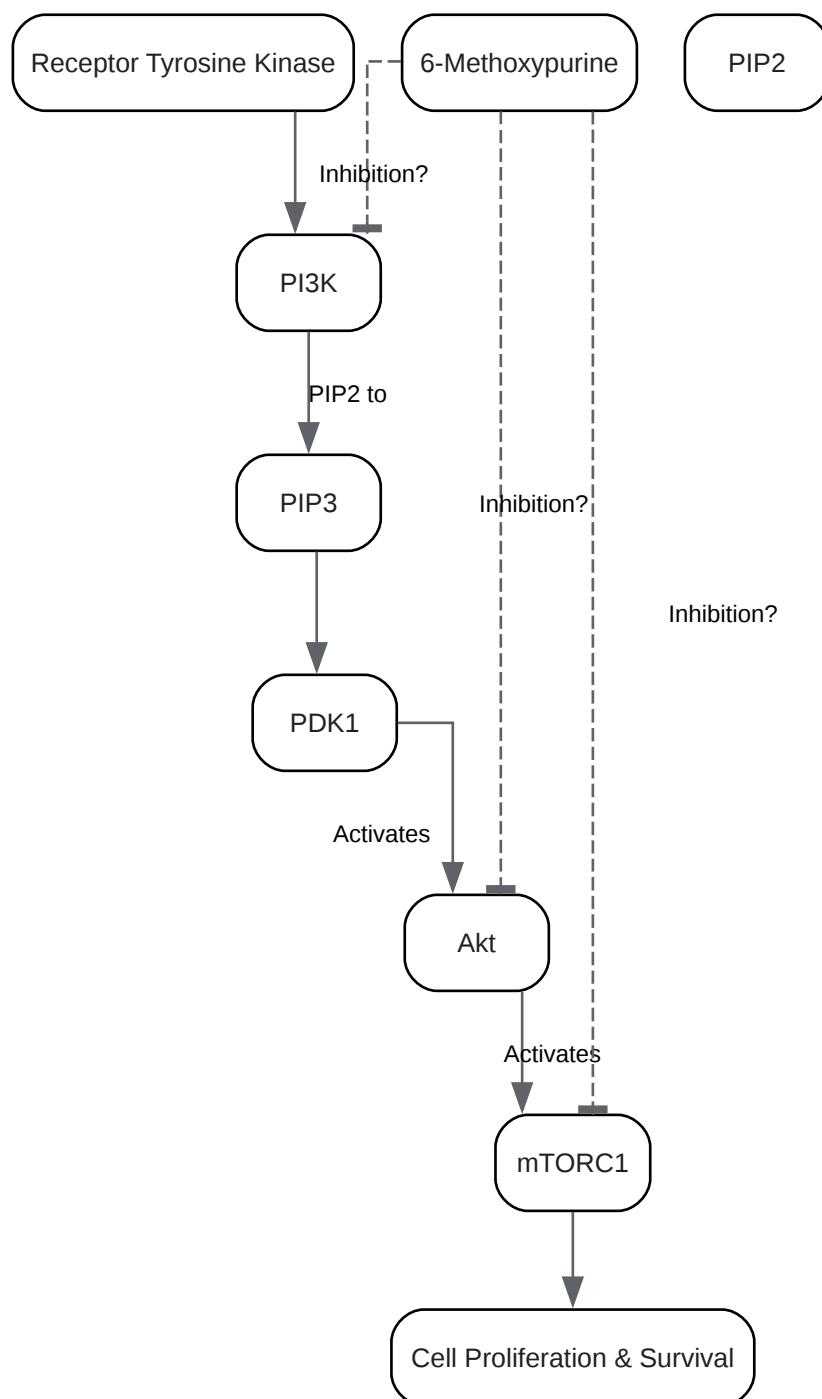 Receptor Tyrosine Kinase
6-Methoxypurine
PIP2
Inhibition?
PI3K
PIP2 to
PIP3
Inhibition?
Inhibition?
PDK1
Activates
Akt
Activates
mTORC1
Cell Proliferation & Survival